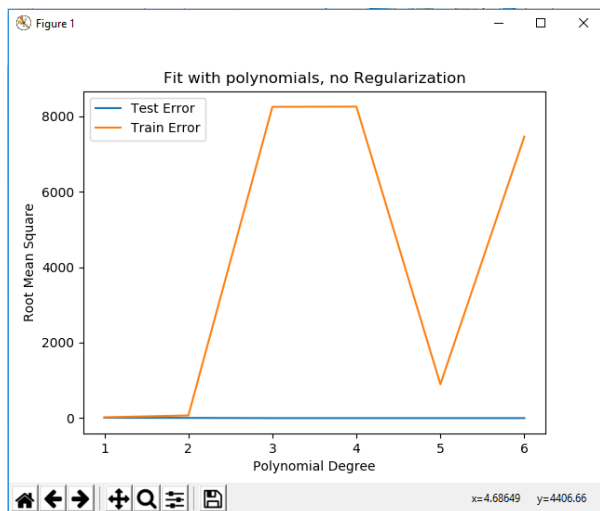 Figure 1
Fit with polynomials, no Regularization
Test Error
Train Error
8000
6000
4000
2000
0
Root Mean Square
1 2 3 4 5 6
Polynomial Degree
x=4.68649 y=4406.66